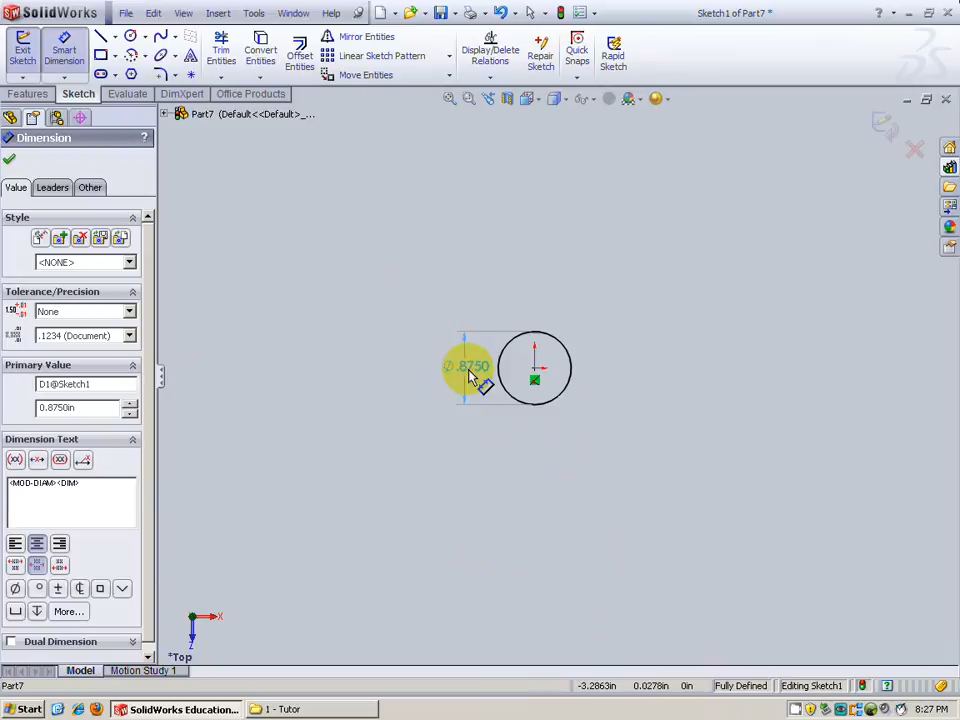 SolidWorks
File
Edit
View
Insert
Tools
Window
Help
Sketch1 of Part7 *
Exit
Sketch
Smart
Dimension
Trim
Entities
Convert
Entities
Offset
Entities
Mirror Entities
Linear Sketch Pattern
Move Entities
Display/Delete
Relations
Repair
Sketch
Quick
Snaps
Rapid
Sketch
Features
Sketch
Evaluate
DimXpert
Office Products
Part7 (Default<<Default>_...
Dimension
?
Value
Leaders
Other
Style
<NONE>
Tolerance/Precision
None
.1234 (Document)
Primary Value
D1@Sketch1
0.8750in
Dimension Text
<MOD-DIAM><DIM>
More...
Dual Dimension
∅ .8750
X
Z
*Top
Model
Motion Study 1
Part7
-3.2863in
0.0278in
0in
Fully Defined
Editing Sketch1
Start
SolidWorks Education...
1 - Tutor
8:27 PM